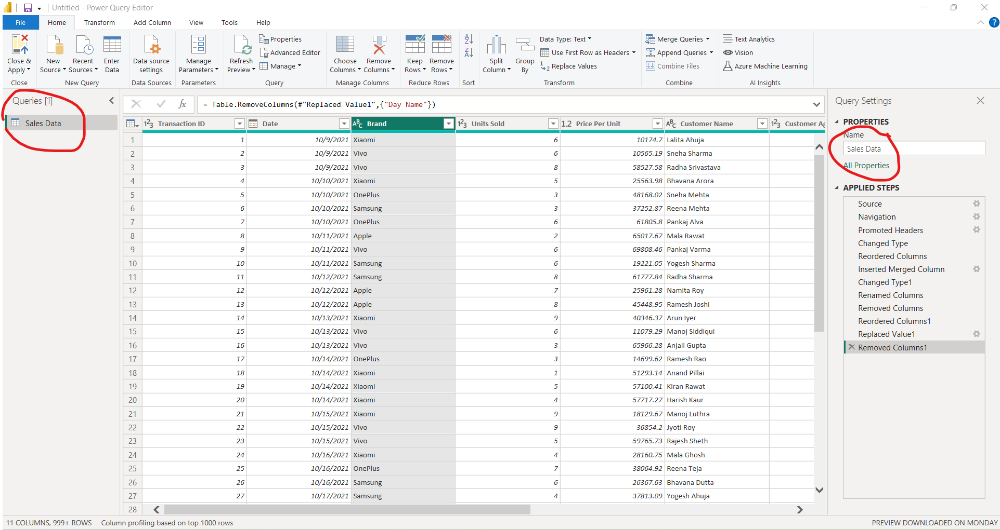 Untitled - Power Query Editor
File Home Transform Add Column View Tools Help
Close & Apply
New Source
Recent Sources
Enter Data
Data source settings
Manage Parameters
Refresh Preview
Properties
Advanced Editor
Manage
Choose Columns
Remove Columns
Keep Rows
Remove Rows
Split Column
Group By
Data Type: Text
Use First Row as Headers
Replace Values
Merge Queries
Append Queries
Combine Files
Text Analytics
Vision
Azure Machine Learning
Close New Query Data Sources Parameters Query Manage Columns Reduce Rows Sort Transform Combine AI Insights
Queries [1]
Sales Data
fx = Table.RemoveColumns(#"Replaced Value1",{"Day Name"})
Transaction ID Date Brand Units Sold Price Per Unit Customer Name Customer Ag
1 1 10/9/2021 Xiaomi 6 10174.7 Lalita Ahuja
2 2 10/9/2021 Vivo 6 10565.19 Sneha Sharma
3 3 10/9/2021 Vivo 8 58527.58 Radha Srivastava
4 4 10/10/2021 Xiaomi 5 25563.98 Bhavana Arora
5 5 10/10/2021 OnePlus 3 48168.02 Sneha Mehta
6 6 10/10/2021 Samsung 3 37252.87 Reena Mehta
7 7 10/10/2021 OnePlus 6 61805.8 Pankaj Alva
8 8 10/11/2021 Apple 2 65017.67 Mala Rawat
9 9 10/11/2021 Vivo 6 69808.46 Pankaj Varma
10 10 10/11/2021 Samsung 6 19221.05 Yogesh Sharma
11 11 10/12/2021 Samsung 8 61777.84 Radha Sharma
12 12 10/12/2021 Apple 7 25961.28 Namita Roy
13 13 10/12/2021 Apple 8 45448.95 Ramesh Joshi
14 14 10/13/2021 Xiaomi 9 40346.37 Arun Iyer
15 15 10/13/2021 Vivo 6 11079.29 Manoj Siddiqui
16 16 10/13/2021 Vivo 3 65966.28 Anjali Gupta
17 17 10/14/2021 OnePlus 3 14699.62 Ramesh Rao
18 18 10/14/2021 Xiaomi 1 51293.14 Anand Pillai
19 19 10/14/2021 Xiaomi 5 57100.41 Kiran Rawat
20 20 10/14/2021 Xiaomi 4 57717.27 Harish Kaur
21 21 10/15/2021 Xiaomi 9 18129.67 Manoj Luthra
22 22 10/15/2021 Vivo 9 36854.2 Jyoti Roy
23 23 10/15/2021 Vivo 5 59765.73 Rajesh Sheth
24 24 10/16/2021 Xiaomi 4 28160.75 Mala Ghosh
25 25 10/16/2021 OnePlus 7 38064.92 Reena Teja
26 26 10/16/2021 Samsung 6 26367.63 Bhavana Dutta
27 27 10/17/2021 Samsung 4 37813.09 Yogesh Ahuja
28
Query Settings
PROPERTIES
Name
Sales Data
All Properties
APPLIED STEPS
Source
Navigation
Promoted Headers
Changed Type
Reordered Columns
Inserted Merged Column
Changed Type1
Renamed Columns
Removed Columns
Reordered Columns1
Replaced Value1
Removed Columns1
11 COLUMNS, 999+ ROWS Column profiling based on top 1000 rows PREVIEW DOWNLOADED ON MONDAY